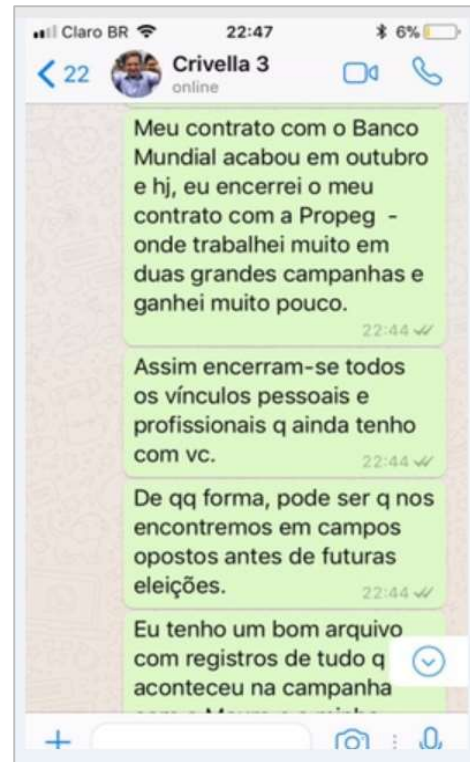 Claro BR 22:47 6%
22 Crivella 3
online
Meu contrato com o Banco
Mundial acabou em outubro
e hj, eu encerrei o meu
contrato com a Propeg -
onde trabalhei muito em
duas grandes campanhas e
ganhei muito pouco.
22:44
Assim encerram-se todos
os vínculos pessoais e
profissionais q ainda tenho
com vc.
22:44
De qq forma, pode ser q nos
encontremos em campos
opostos antes de futuras
eleições.
22:44
Eu tenho um bom arquivo
com registros de tudo q
aconteceu na campanha